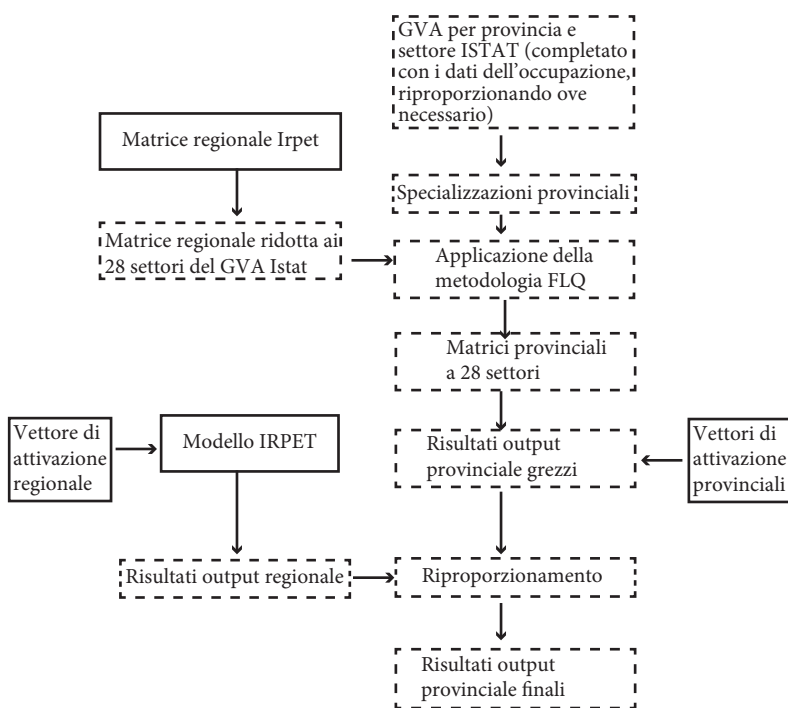 GVA per provincia e
settore ISTAT (completato
con i dati dell'occupazione,
riproporzionando ove
necessario)
Matrice regionale Irpet
Specializzazioni provinciali
Matrice regionale ridotta ai
28 settori del GVA Istat
Applicazione della
metodologia FLQ
Matrici provinciali
a 28 settori
Vettore di
attivazione
regionale
Modello IRPET
Risultati output
provinciale grezzi
Vettori di
attivazione
provinciali
Risultati output regionale
Riproporzionamento
Risultati output
provinciale finali